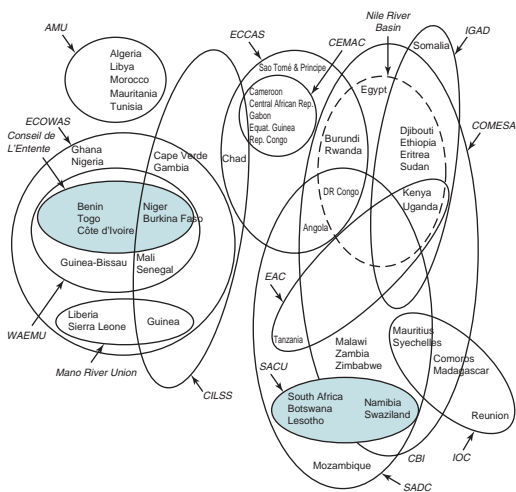 AMU
Algeria
Libya
Morocco
Mauritania
Tunisia
ECOWAS
Conseil de
L'Entente
Ghana
Nigeria
Cape Verde
Gambia
Chad
Benin
Togo
Côte d'Ivoire
Niger
Burkina Faso
Guinea-Bissau
Mali
Senegal
Liberia
Sierra Leone
Guinea
WAEMU
Mano River Union
CILSS
ECCAS
CEMAC
Sao Tomé & Principe
Cameroon
Central African Rep.
Gabon
Equat. Guinea
Rep. Congo
Nile River
Basin
Somalia
IGAD
Egypt
COMESA
Burundi
Rwanda
Djibouti
Ethiopia
Eritrea
Sudan
DR Congo
Kenya
Uganda
Angola
EAC
Tanzania
Malawi
Zambia
Zimbabwe
Mauritius
Syechelles
Comoros
Madagascar
SACU
South Africa
Botswana
Lesotho
Namibia
Swaziland
Reunion
CBI
IOC
Mozambique
SADC